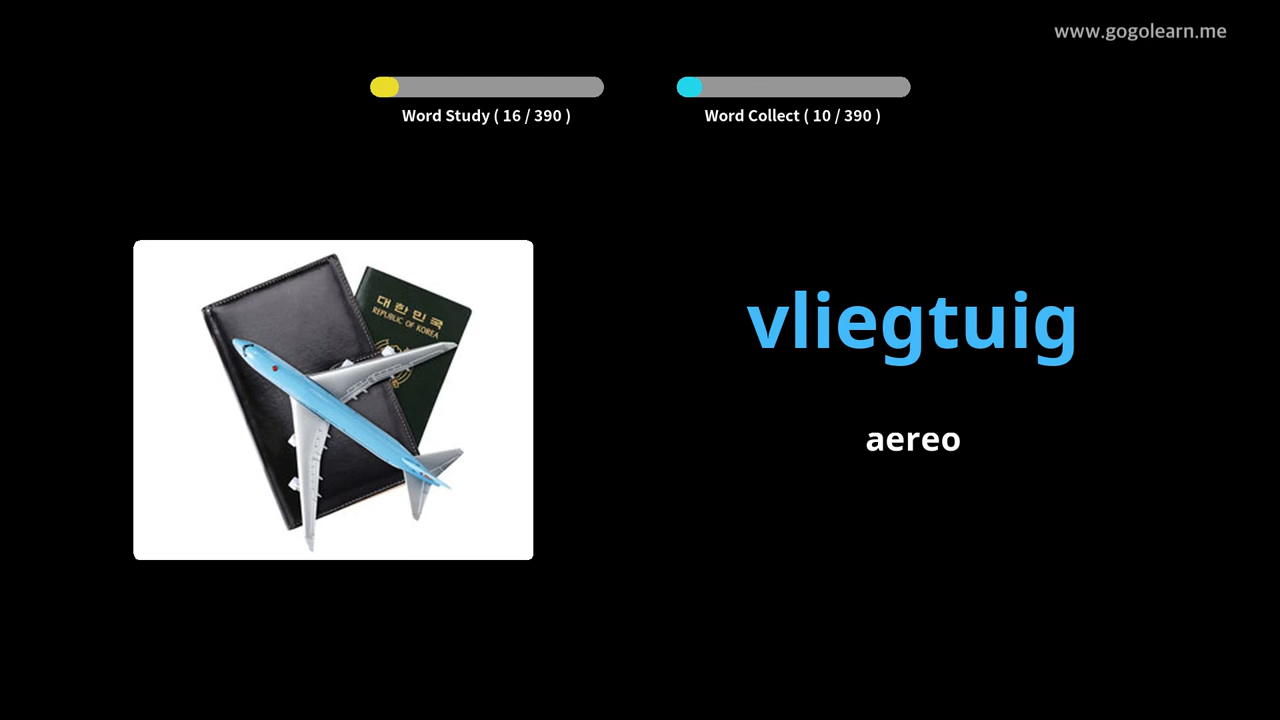 www.gogolearn.me
Word Study ( 16 / 390 )
Word Collect ( 10 / 390 )
대한민국
REPUBLIC OF KOREA
vliegtuig
aereo